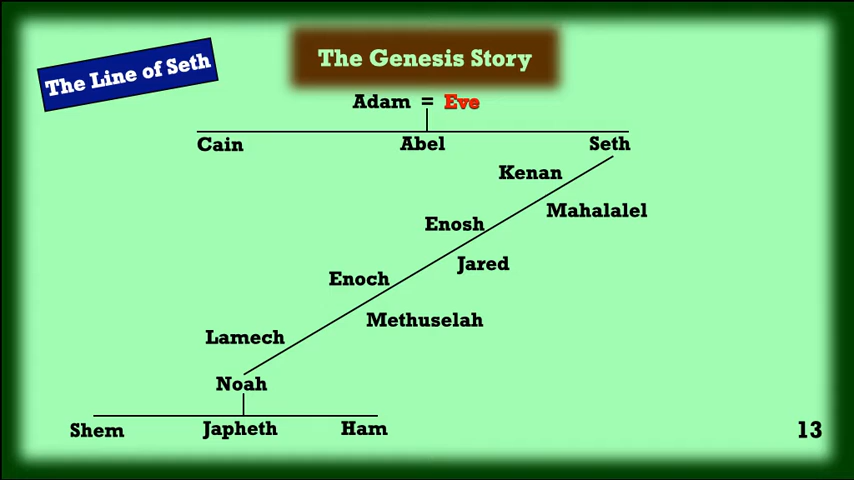 The Genesis Story
The Line of Seth
Adam = Eve
Cain Abel Seth
Kenan
Mahalalel
Enosh
Jared
Enoch
Methuselah
Lamech
Noah
Shem Japheth Ham
13